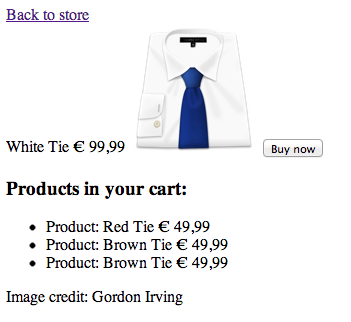 Back to store
White Tie € 99,99
Buy now
Products in your cart:
Product: Red Tie € 49,99
Product: Brown Tie € 49,99
Product: Brown Tie € 49,99
Image credit: Gordon Irving